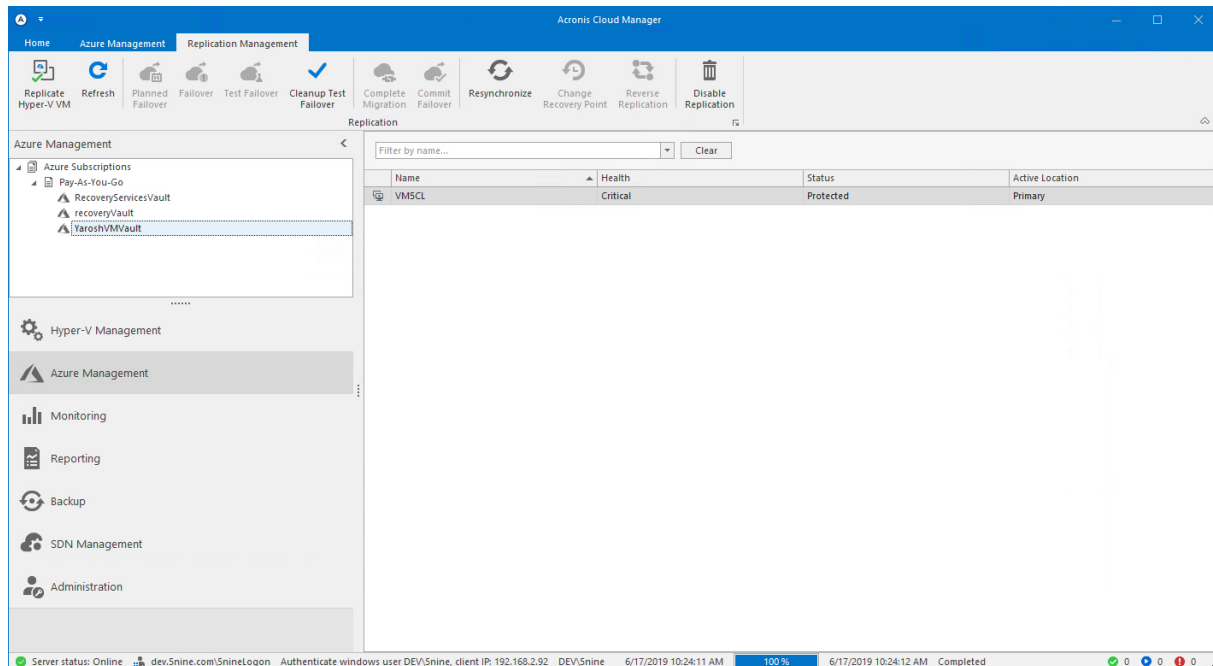 Acronis Cloud Manager
Home Azure Management Replication Management
Replicate Hyper-V VM
Refresh
Planned Failover
Failover
Test Failover
Cleanup Test Failover
Complete Migration
Commit Failover
Resynchronize
Change Recovery Point
Reverse Replication
Disable Replication
Replication
Azure Management
Filter by name...
Clear
Azure Subscriptions
Pay-As-You-Go
RecoveryServicesVault
recoveryVault
YaroshVMVault
Name Health Status Active Location
VM5CL Critical Protected Primary
Hyper-V Management
Azure Management
Monitoring
Reporting
Backup
SDN Management
Administration
Server status: Online dev.5nine.com\5nineLogon Authenticate windows user DEV\5nine, client IP: 192.168.2.92 DEV\5nine 6/17/2019 10:24:11 AM 100 % 6/17/2019 10:24:12 AM Completed 0 0 0